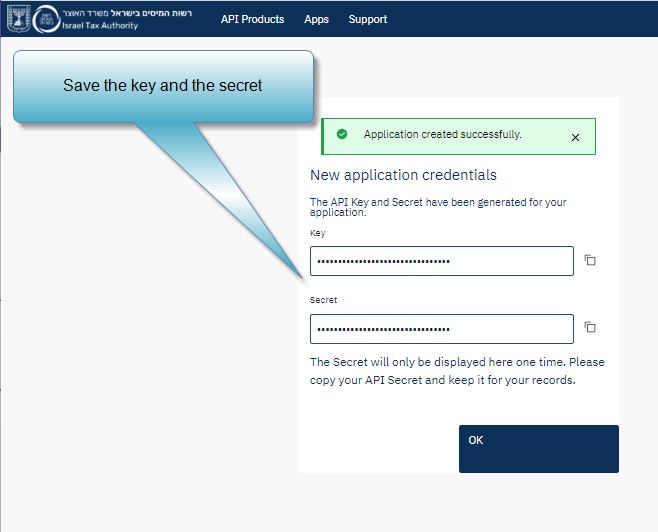 רשות המיסים בישראל משרד האוצר
Israel Tax Authority
API Products Apps Support
Save the key and the secret
Application created successfully.
New application credentials
The API Key and Secret have been generated for your
application.
Key
Secret
The Secret will only be displayed here one time. Please
copy your API Secret and keep it for your records.
OK